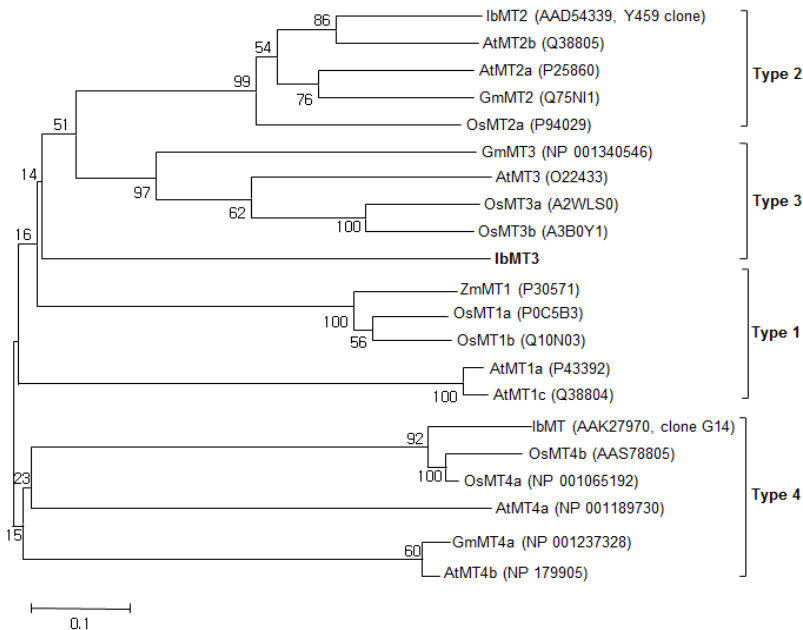 86
IbMT2 (AAD54339, Y459 clone)
54
AtMT2b (Q38805)
AtMT2a (P25860)
Type 2
99
76
GmMT2 (Q75NI1)
51
OsMT2a (P94029)
GmMT3 (NP 001340546)
14
97
AtMT3 (O22433)
62
OsMT3a (A2WLS0)
Type 3
100
OsMT3b (A3B0Y1)
16
IbMT3
ZmMT1 (P30571)
100
OsMT1a (P0C5B3)
56
OsMT1b (Q10N03)
Type 1
AtMT1a (P43392)
100
AtMT1c (Q38804)
92
IbMT (AAK27970, clone G14)
OsMT4b (AAS78805)
23
100
OsMT4a (NP 001065192)
Type 4
AtMT4a (NP 001189730)
15
GmMT4a (NP 001237328)
60
AtMT4b (NP 179905)
0.1